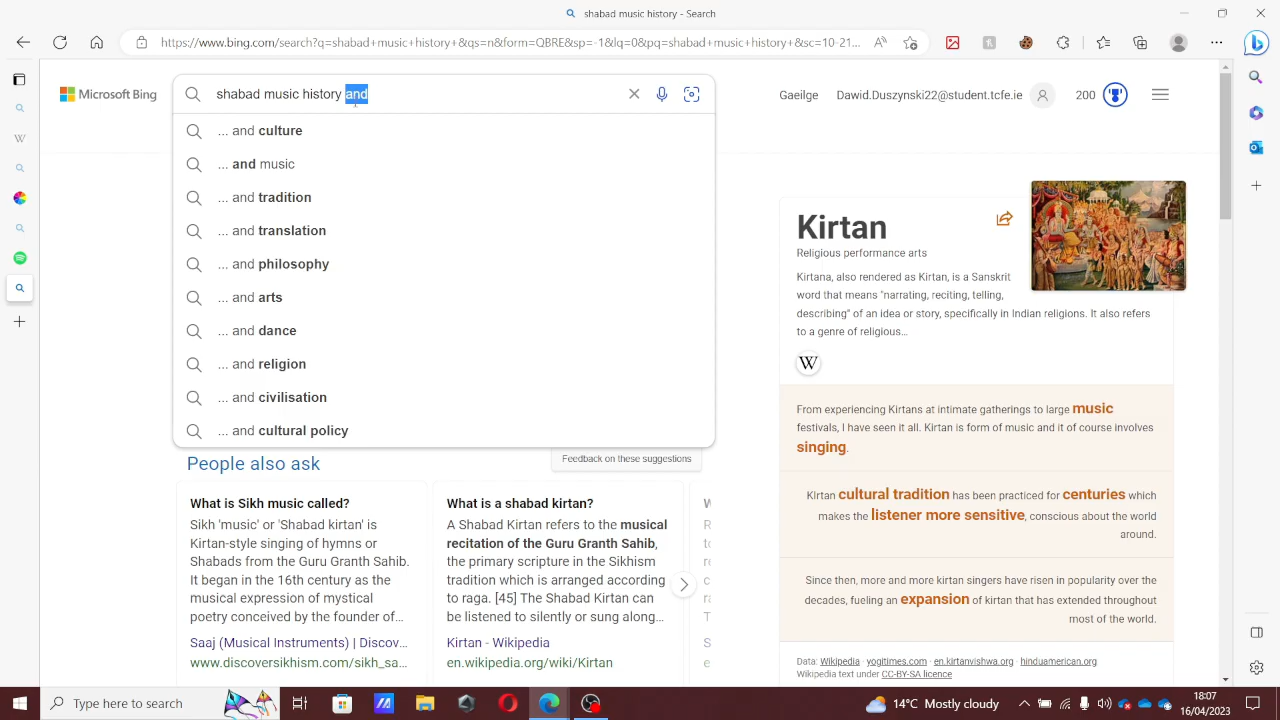 shabad music history - Search
https://www.bing.com/search?q=shabad+music+history+&qs=n&form=QBRE&sp=-1&lq=0&pq=shabad+music+history+&sc=10-21...
Microsoft Bing
shabad music history and
Gaeilge
Dawid.Duszynski22@student.tcfe.ie
200
... and culture
... and music
... and tradition
... and translation
... and philosophy
... and arts
... and dance
... and religion
... and civilisation
... and cultural policy
Feedback on these suggestions
People also ask
What is Sikh music called?
Sikh 'music' or 'Shabad kirtan' is
Kirtan-style singing of hymns or
Shabads from the Guru Granth Sahib.
It began in the 16th century as the
musical expression of mystical
poetry conceived by the founder of...
Saaj (Musical Instruments) | Discov...
www.discoversikhism.com/sikh_sa...
What is a shabad kirtan?
A Shabad Kirtan refers to the musical
recitation of the Guru Granth Sahib,
the primary scripture in the Sikhism
tradition which is arranged according
to raga. [45] The Shabad Kirtan can
be listened to silently or sung along...
Kirtan - Wikipedia
en.wikipedia.org/wiki/Kirtan
Kirtan
Religious performance arts
Kirtana, also rendered as Kirtan, is a Sanskrit
word that means "narrating, reciting, telling,
describing" of an idea or story, specifically in Indian religions. It also refers
to a genre of religious...
W
From experiencing Kirtans at intimate gatherings to large music
festivals, I have seen it all. Kirtan is form of music and it of course involves
singing.
Kirtan cultural tradition has been practiced for centuries which
makes the listener more sensitive, conscious about the world
around.
Since then, more and more kirtan singers have risen in popularity over the
decades, fueling an expansion of kirtan that has extended throughout
most of the world.
Data: Wikipedia · yogitimes.com · en.kirtanvishwa.org · hinduamerican.org
Wikipedia text under CC-BY-SA licence
Type here to search
14°C Mostly cloudy
18:07
16/04/2023